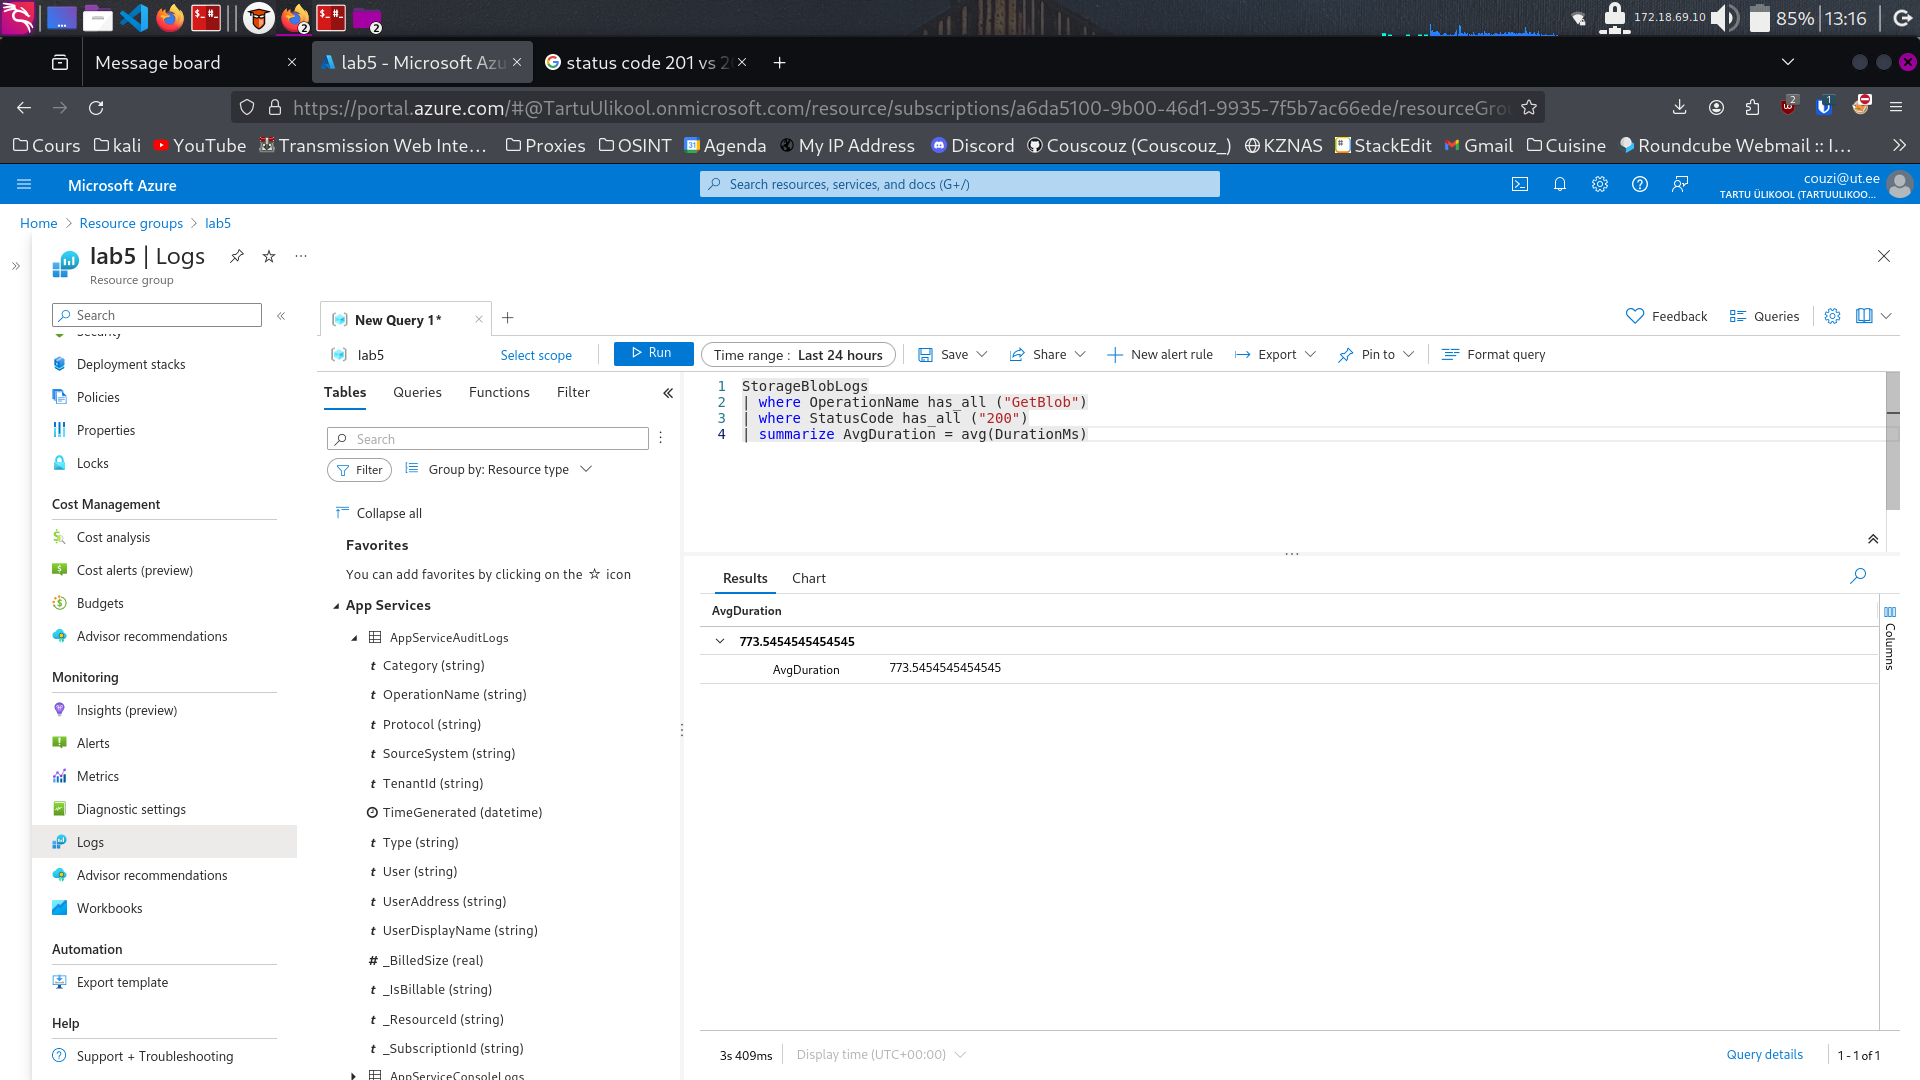 2
2
172.18.69.10
85%
13:16
Message board
lab5 - Microsoft Azu
status code 201 vs 2
https://portal.azure.com/#@TartuUlikool.onmicrosoft.com/resource/subscriptions/a6da5100-9b00-46d1-9935-7f5b7ac66ede/resourceGrou
2
1
Cours
kali
YouTube
Transmission Web Inte…
Proxies
OSINT
Agenda
My IP Address
Discord
Couscouz (Couscouz_)
KZNAS
StackEdit
Gmail
Cuisine
Roundcube Webmail :: I…
Microsoft Azure
Search resources, services, and docs (G+/)
couzi@ut.ee
TARTU ÜLIKOOL (TARTUULIKOO...
Home > Resource groups > lab5
lab5 | Logs
Resource group
Search
Security
Deployment stacks
Policies
Properties
Locks
Cost Management
Cost analysis
Cost alerts (preview)
Budgets
Advisor recommendations
Monitoring
Insights (preview)
Alerts
Metrics
Diagnostic settings
Logs
Advisor recommendations
Workbooks
Automation
Export template
Help
Support + Troubleshooting
New Query 1*
Feedback
Queries
lab5
Select scope
Run
Time range : Last 24 hours
Save
Share
New alert rule
Export
Pin to
Format query
Tables
Queries
Functions
Filter
Search
Filter
Group by: Resource type
Collapse all
Favorites
You can add favorites by clicking on the ☆ icon
App Services
AppServiceAuditLogs
t Category (string)
t OperationName (string)
t Protocol (string)
t SourceSystem (string)
t TenantId (string)
TimeGenerated (datetime)
t Type (string)
t User (string)
t UserAddress (string)
t UserDisplayName (string)
# _BilledSize (real)
t _IsBillable (string)
t _ResourceId (string)
t _SubscriptionId (string)
AppServiceConsoleLogs
1 StorageBlobLogs
2 | where OperationName has_all ("GetBlob")
3 | where StatusCode has_all ("200")
4 | summarize AvgDuration = avg(DurationMs)
Results
Chart
AvgDuration
773.5454545454545
AvgDuration 773.5454545454545
Columns
3s 409ms
Display time (UTC+00:00)
Query details
1 - 1 of 1